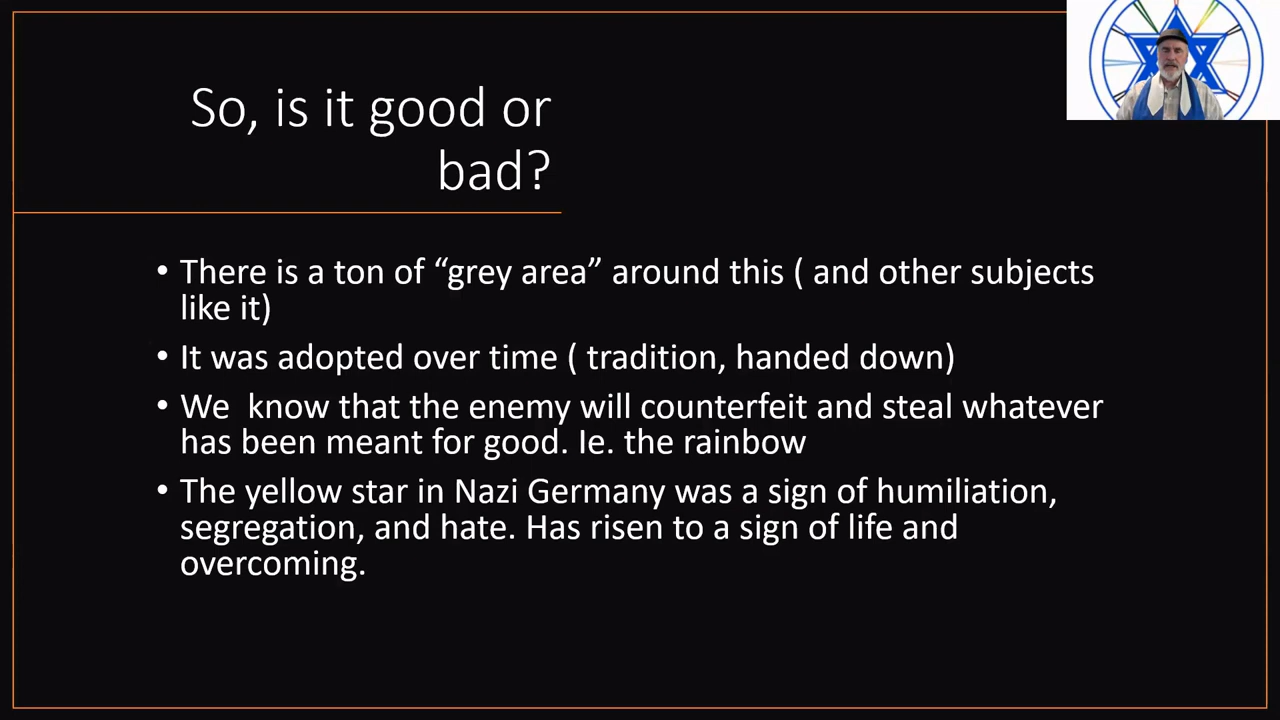 So, is it good or
bad?
• There is a ton of “grey area” around this ( and other subjects
like it)
• It was adopted over time ( tradition, handed down)
• We  know that the enemy will counterfeit and steal whatever
has been meant for good. Ie. the rainbow
• The yellow star in Nazi Germany was a sign of humiliation,
segregation, and hate. Has risen to a sign of life and
overcoming.